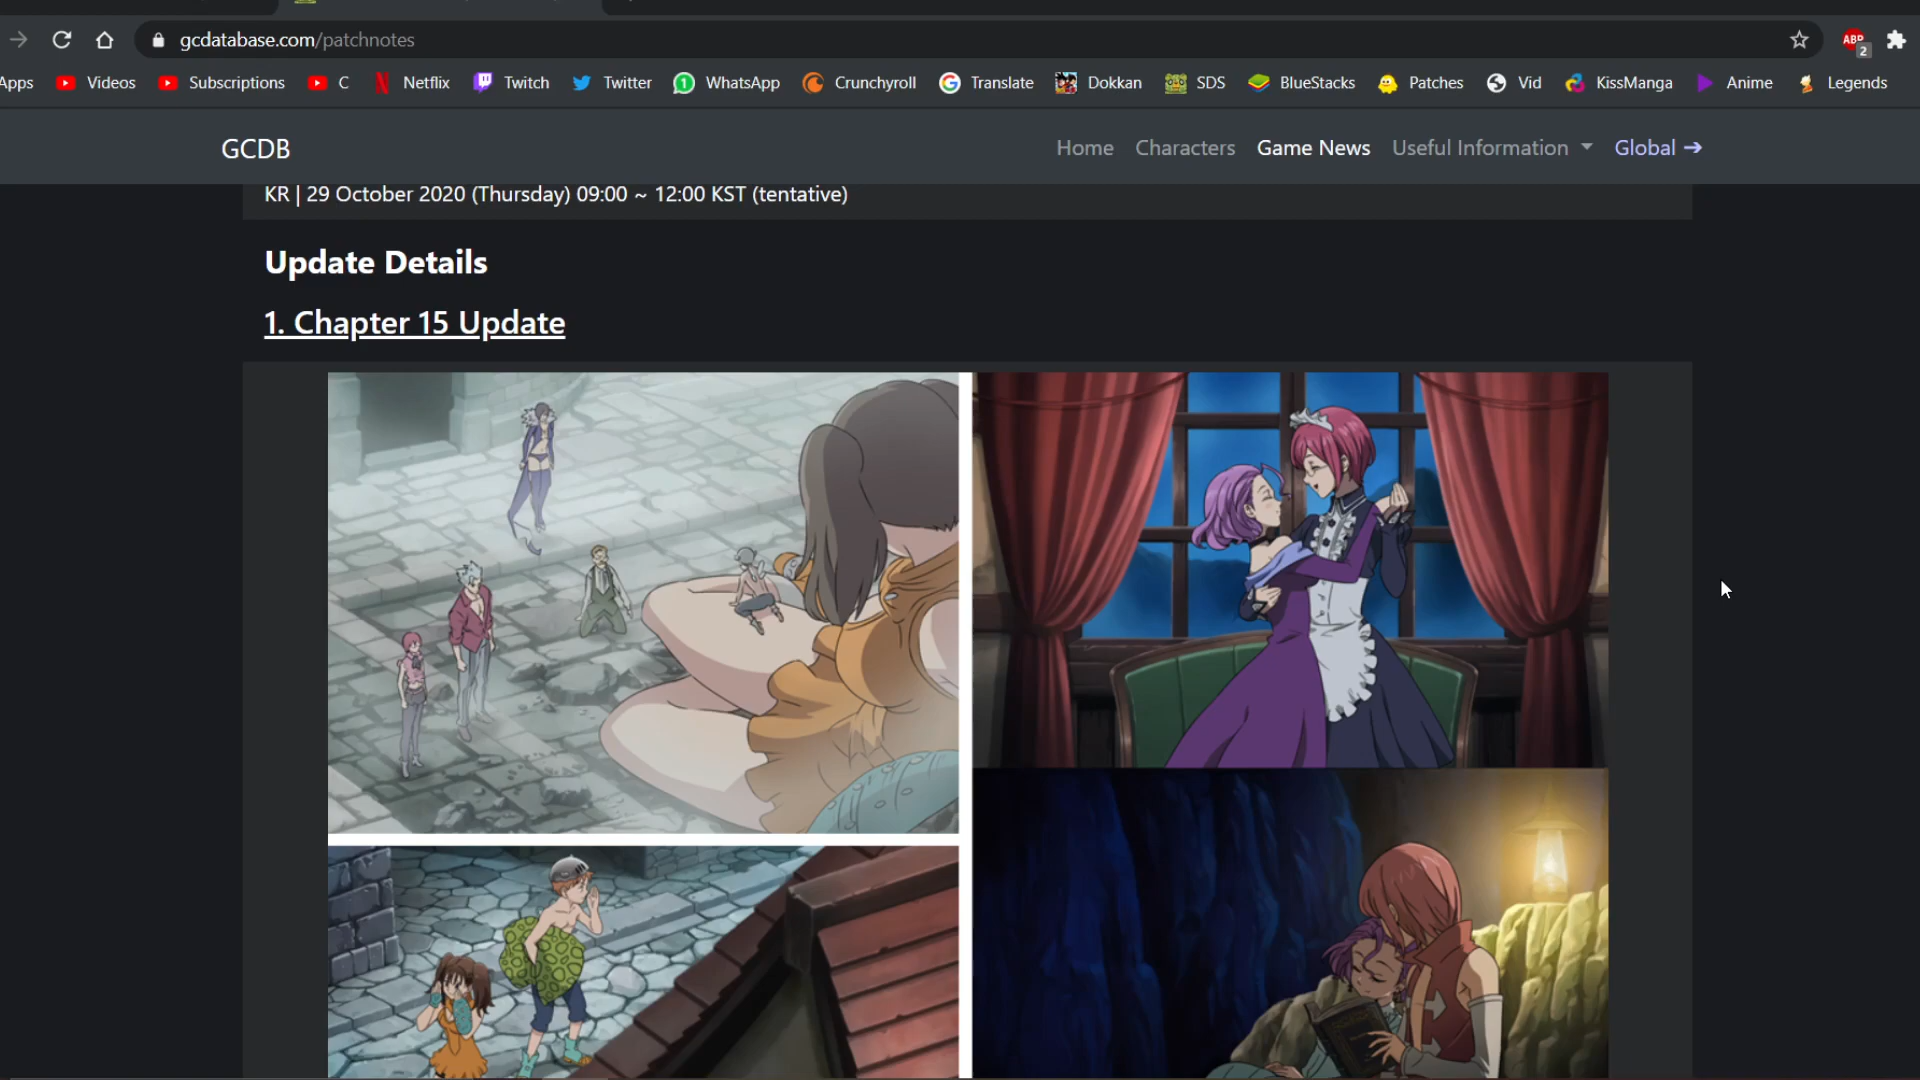 gcdatabase.com/patchnotes
ABP
2
Apps Videos Subscriptions C Netflix Twitch Twitter WhatsApp Crunchyroll Translate Dokkan SDS BlueStacks Patches Vid KissManga Anime Legends
GCDB Home Characters Game News Useful Information Global →
KR | 29 October 2020 (Thursday) 09:00 ~ 12:00 KST (tentative)
Update Details
1. Chapter 15 Update